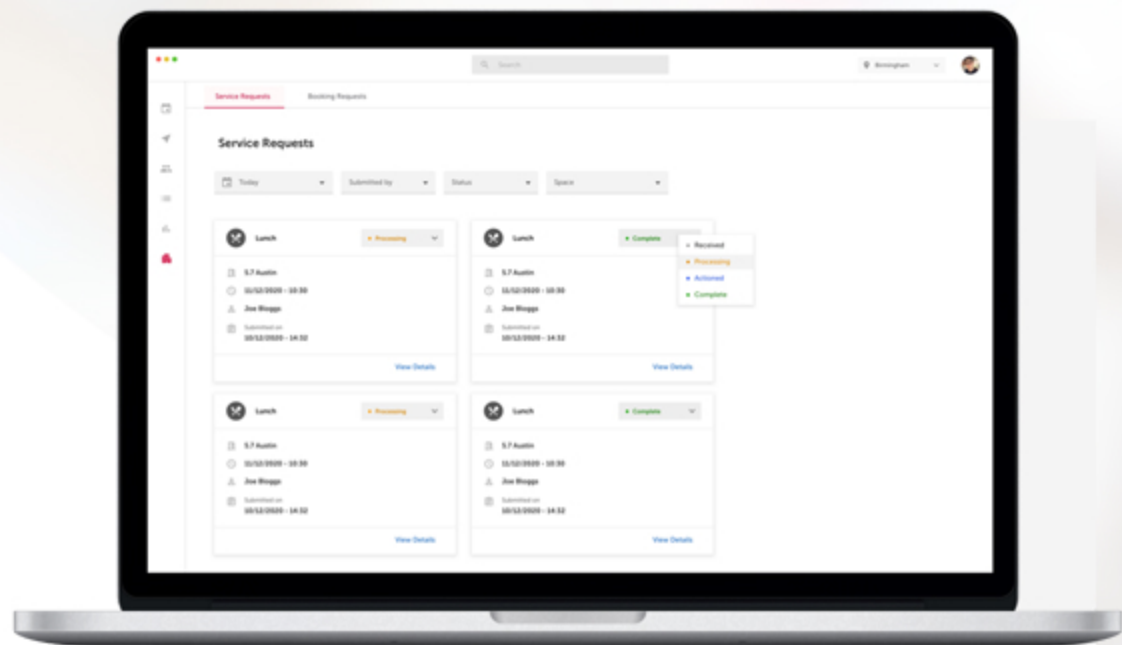 Search
Birmingham
Service Requests
Booking Requests
Service Requests
Today
Submitted by
Status
Space
Lunch
Processing
5.7 Austin
11/12/2020 - 10:30
Joe Bloggs
Submitted on
10/12/2020 - 14:32
View Details
Lunch
Complete
Received
Processing
Actioned
Complete
5.7 Austin
11/12/2020 - 10:30
Joe Bloggs
Submitted on
10/12/2020 - 14:32
View Details
Lunch
Processing
5.7 Austin
11/12/2020 - 10:30
Joe Bloggs
Submitted on
10/12/2020 - 14:32
View Details
Lunch
Complete
5.7 Austin
11/12/2020 - 10:30
Joe Bloggs
Submitted on
10/12/2020 - 14:32
View Details